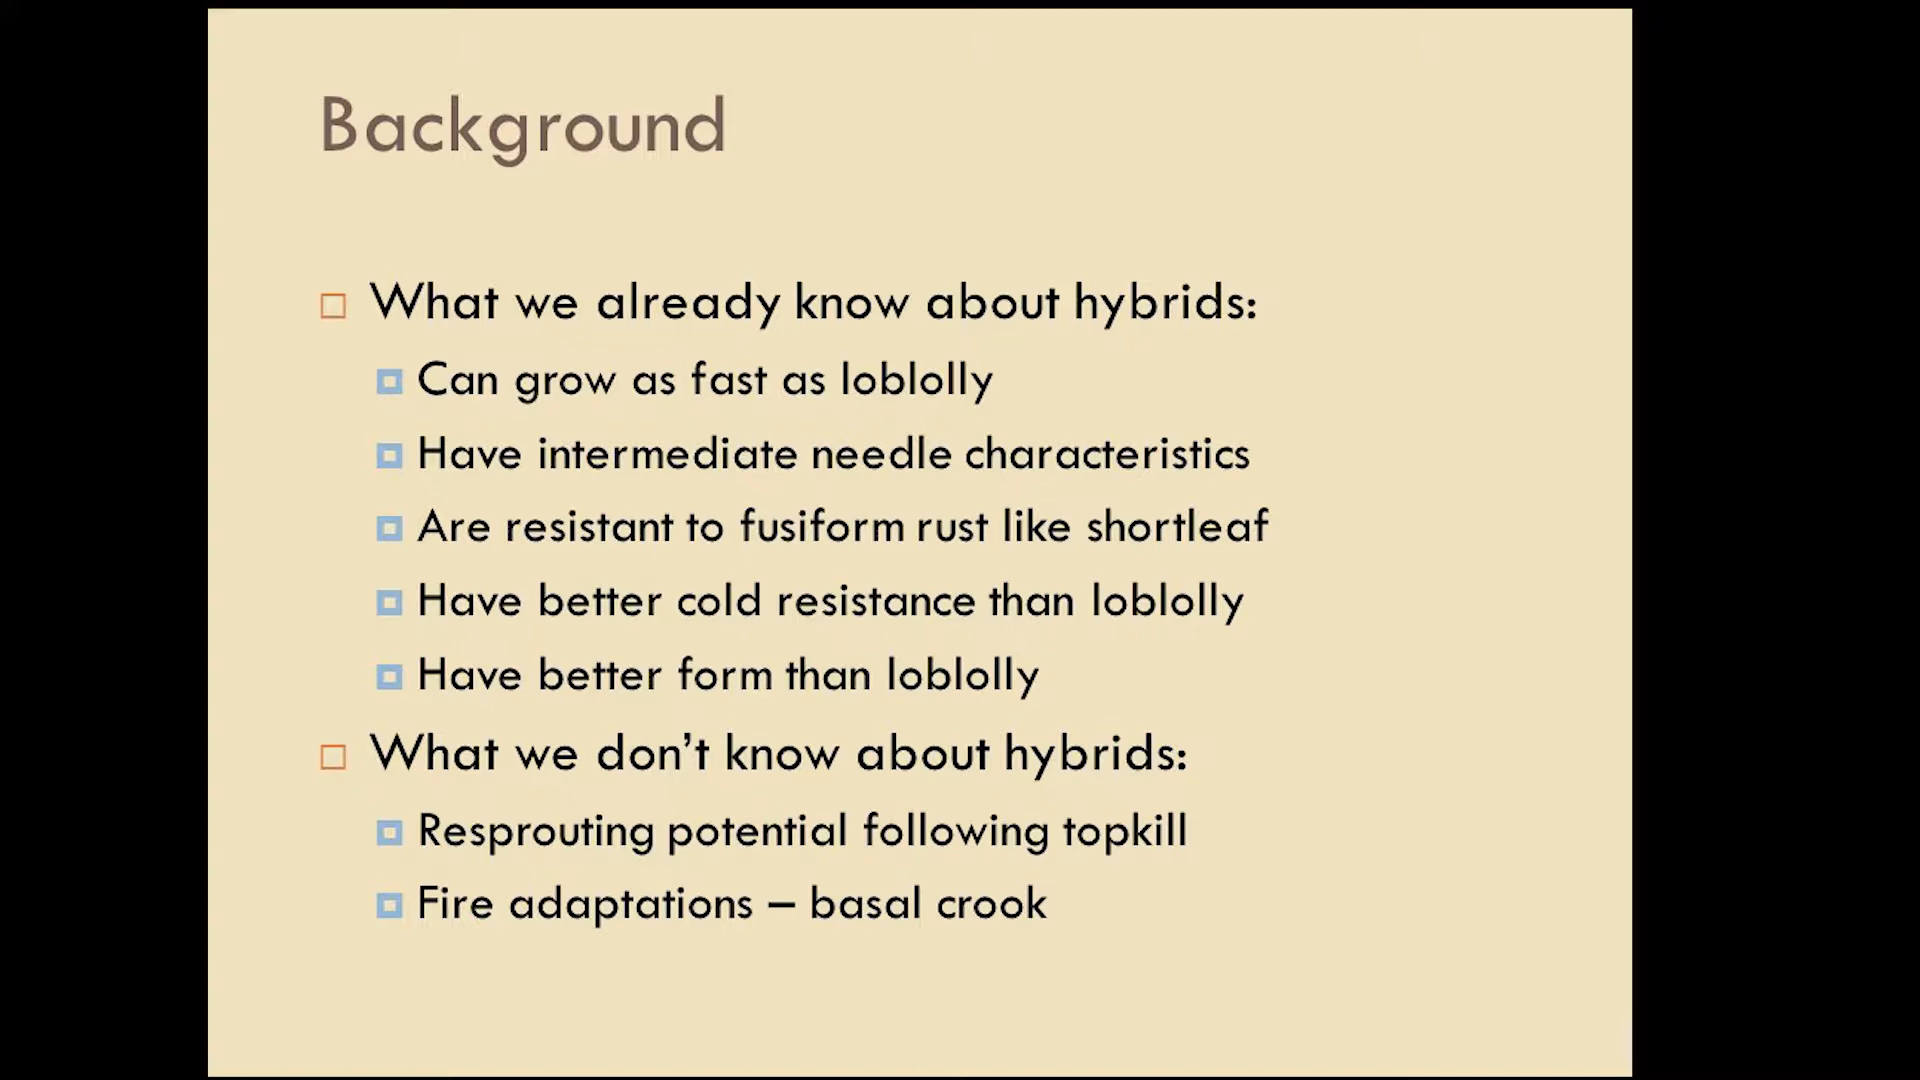 Background
What we already know about hybrids:
Can grow as fast as loblolly
Have intermediate needle characteristics
Are resistant to fusiform rust like shortleaf
Have better cold resistance than loblolly
Have better form than loblolly
What we don’t know about hybrids:
Resprouting potential following topkill
Fire adaptations – basal crook